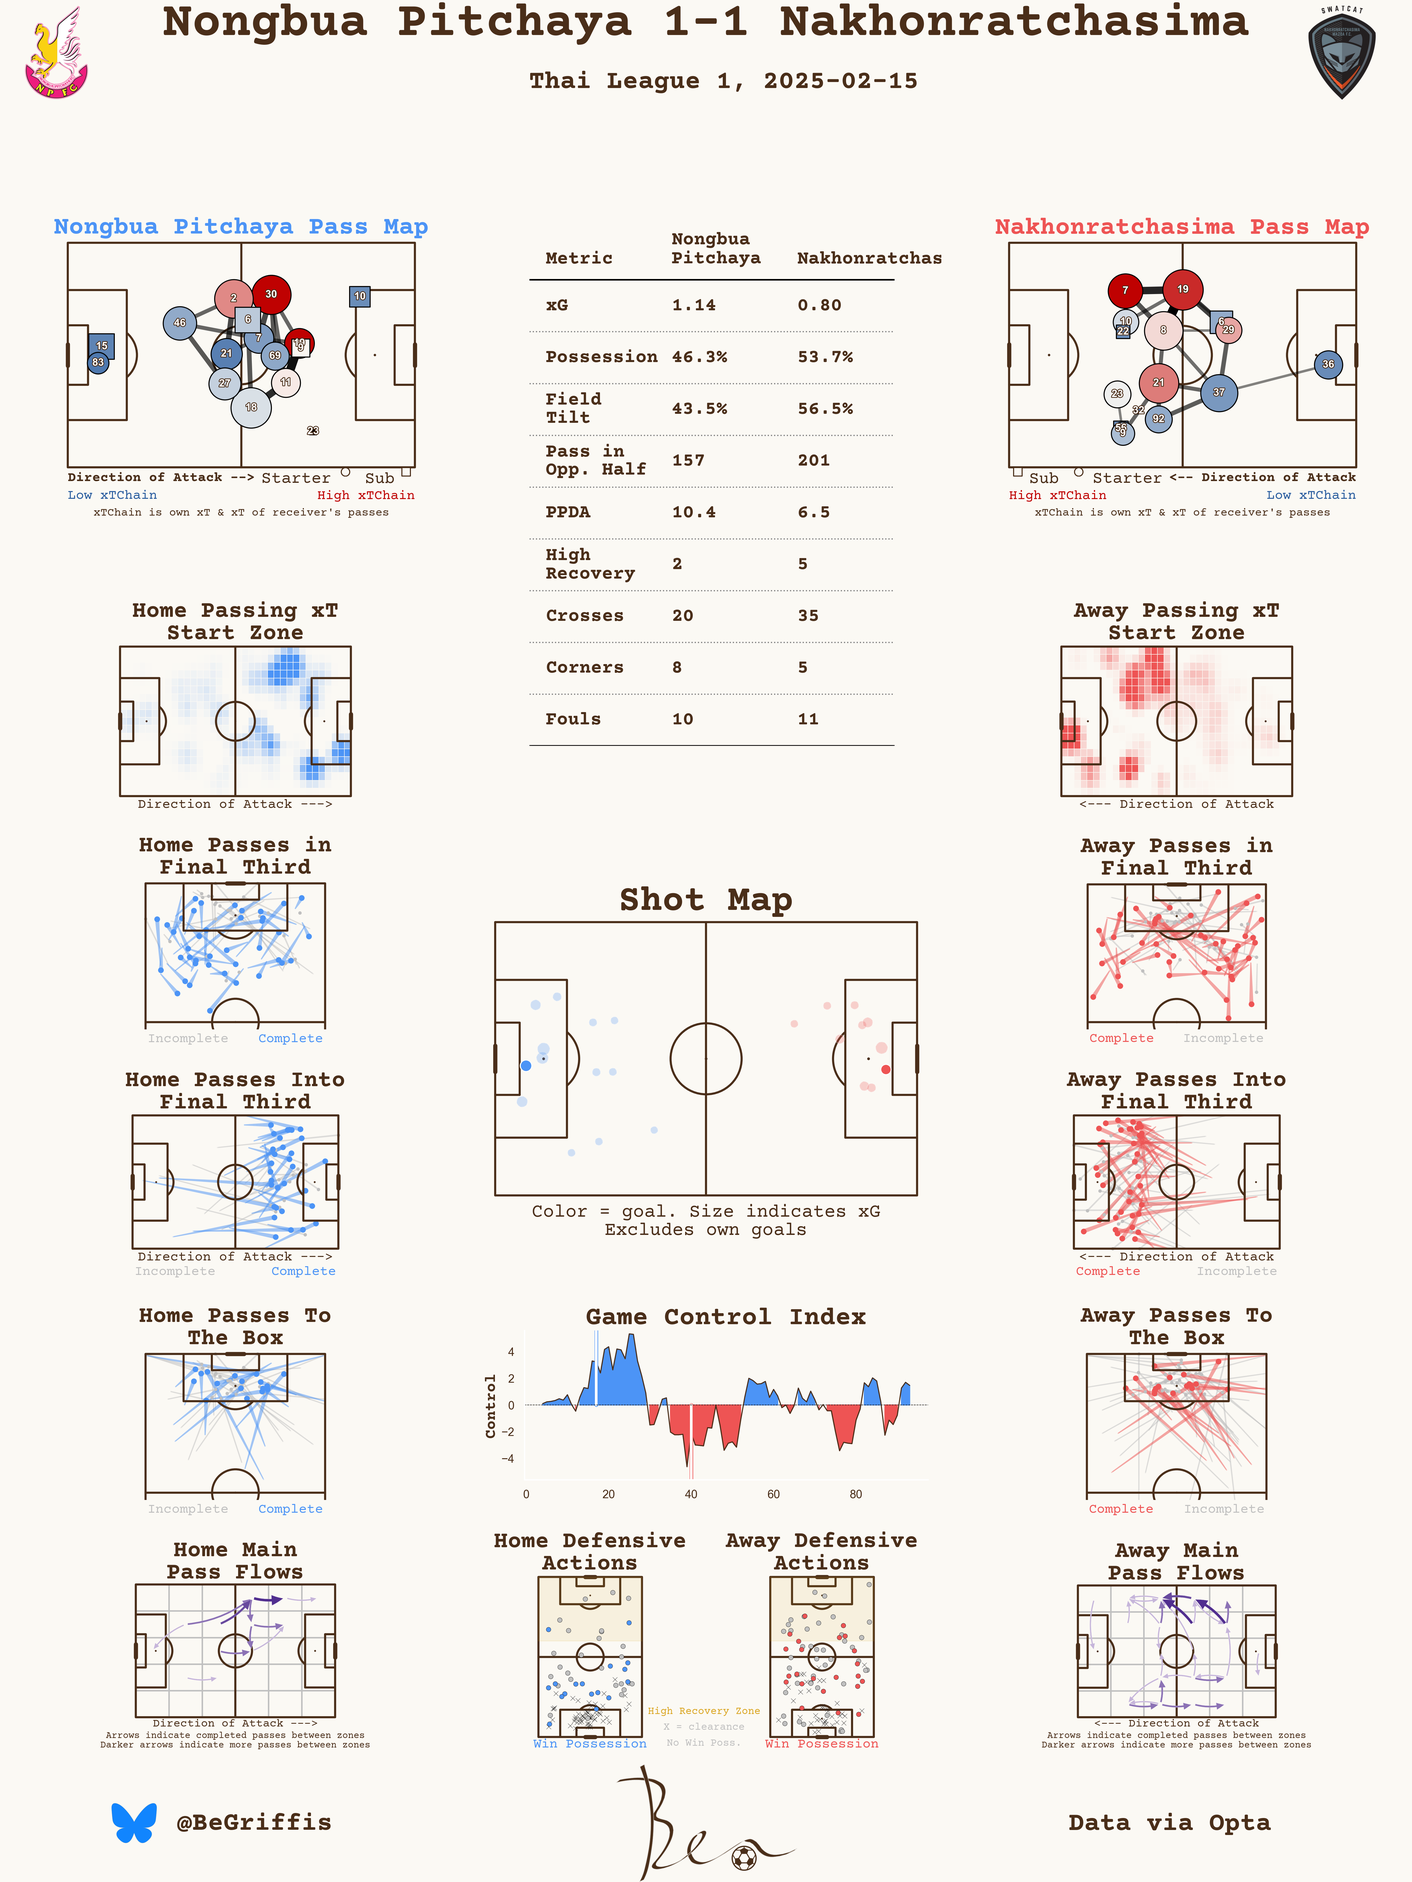 Nongbua Pitchaya 1-1 Nakhonratchasima
Thai League 1, 2025-02-15
N P F C
SWATCAT
Nongbua Pitchaya Pass Map
2
30
10
46
6
7
15
83
21
69
9
27
11
18
23
Direction of Attack --> Starter Sub
Low xTChain High xTChain
xTChain is own xT & xT of receiver's passes
Metric Nongbua Pitchaya Nakhonratchas
xG 1.14 0.80
Possession 46.3% 53.7%
Field Tilt 43.5% 56.5%
Pass in Opp. Half 157 201
PPDA 10.4 6.5
High Recovery 2 5
Crosses 20 35
Corners 8 5
Fouls 10 11
Nakhonratchasima Pass Map
7
19
10
22
8
6
29
36
21
23
37
32
92
9
Sub Starter <-- Direction of Attack
High xTChain Low xTChain
xTChain is own xT & xT of receiver's passes
Home Passing xT
Start Zone
Direction of Attack --->
Away Passing xT
Start Zone
<--- Direction of Attack
Home Passes in
Final Third
Incomplete Complete
Away Passes in
Final Third
Complete Incomplete
Shot Map
Color = goal. Size indicates xG
Excludes own goals
Home Passes Into
Final Third
Direction of Attack --->
Incomplete Complete
Away Passes Into
Final Third
<--- Direction of Attack
Complete Incomplete
Home Passes To
The Box
Incomplete Complete
Game Control Index
Control
4
2
0
−2
−4
0 20 40 60 80
Away Passes To
The Box
Complete Incomplete
Home Main
Pass Flows
Direction of Attack --->
Arrows indicate completed passes between zones
Darker arrows indicate more passes between zones
Home Defensive
Actions
Win Possession
High Recovery Zone
X = clearance
No Win Poss.
Away Defensive
Actions
Win Possession
Away Main
Pass Flows
<--- Direction of Attack
Arrows indicate completed passes between zones
Darker arrows indicate more passes between zones
@BeGriffis
Ben
Data via Opta